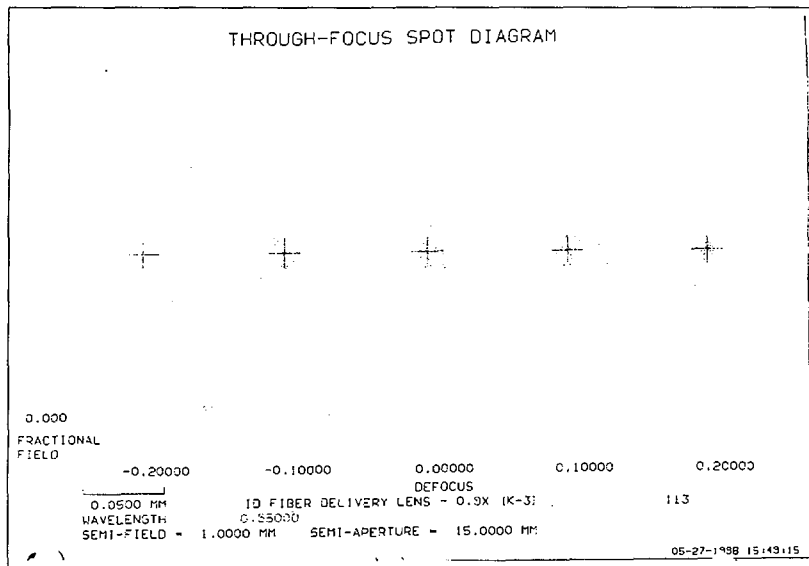 THROUGH-FOCUS SPOT DIAGRAM
0.000
FRACTIONAL
FIELD
-0.20000 -0.10000 0.00000 0.10000 0.20000
DEFOCUS
0.0500 MM ID FIBER DELIVERY LENS - 0.9X (K-3) 113
WAVELENGTH 0.55000
SEMI-FIELD = 1.0000 MM SEMI-APERTURE = 15.0000 MM
05-27-1998 15:49:15